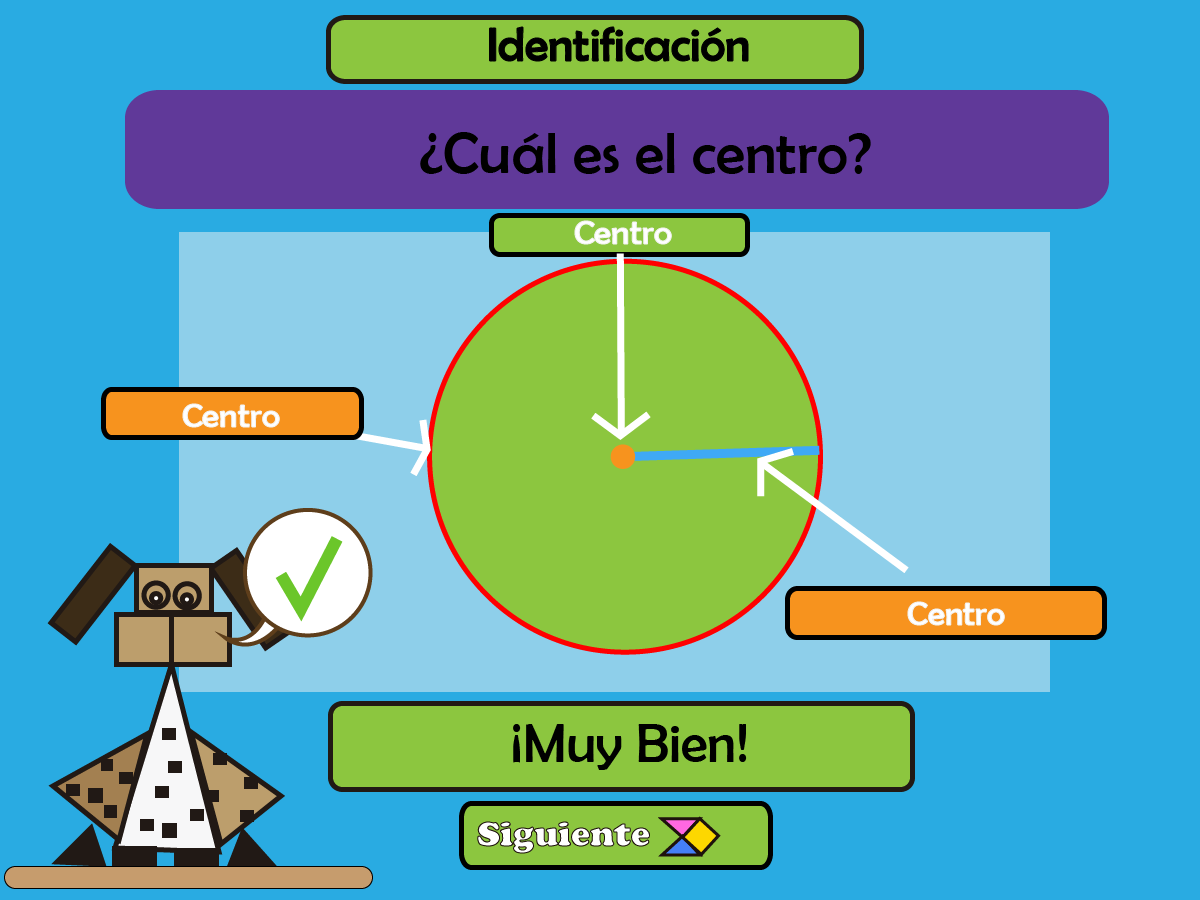 Identificación
¿Cuál es el centro?
Centro
Centro
Centro
¡Muy Bien!
Siguiente